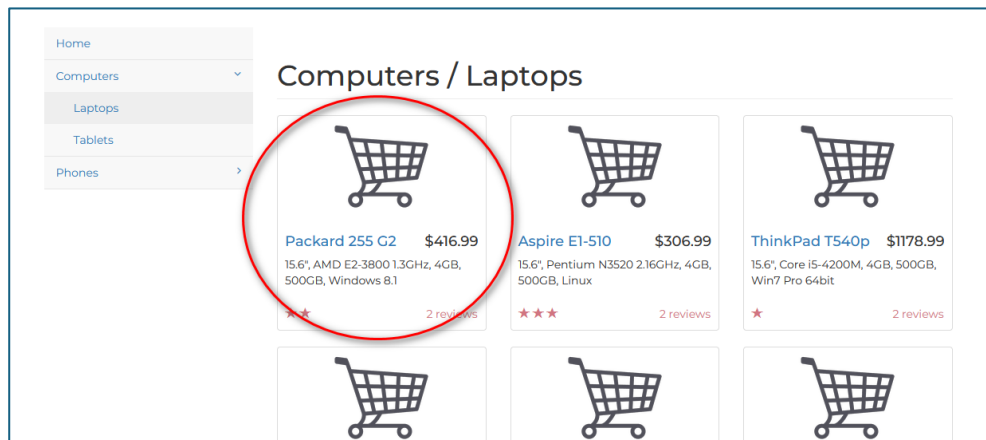 Home
Computers
Laptops
Tablets
Phones
Computers / Laptops
Packard 255 G2 $416.99
15.6", AMD E2-3800 1.3GHz, 4GB,
500GB, Windows 8.1
2 reviews
Aspire E1-510 $306.99
15.6", Pentium N3520 2.16GHz, 4GB,
500GB, Linux
2 reviews
ThinkPad T540p $1178.99
15.6", Core i5-4200M, 4GB, 500GB,
Win7 Pro 64bit
2 reviews